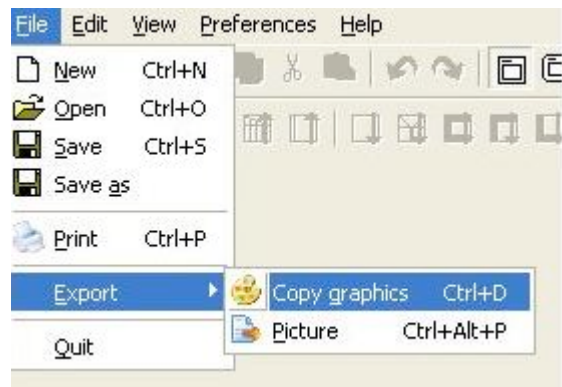 File Edit View Preferences Help
New Ctrl+N
Open Ctrl+O
Save Ctrl+S
Save as
Print Ctrl+P
Export
Copy graphics Ctrl+D
Picture Ctrl+Alt+P
Quit